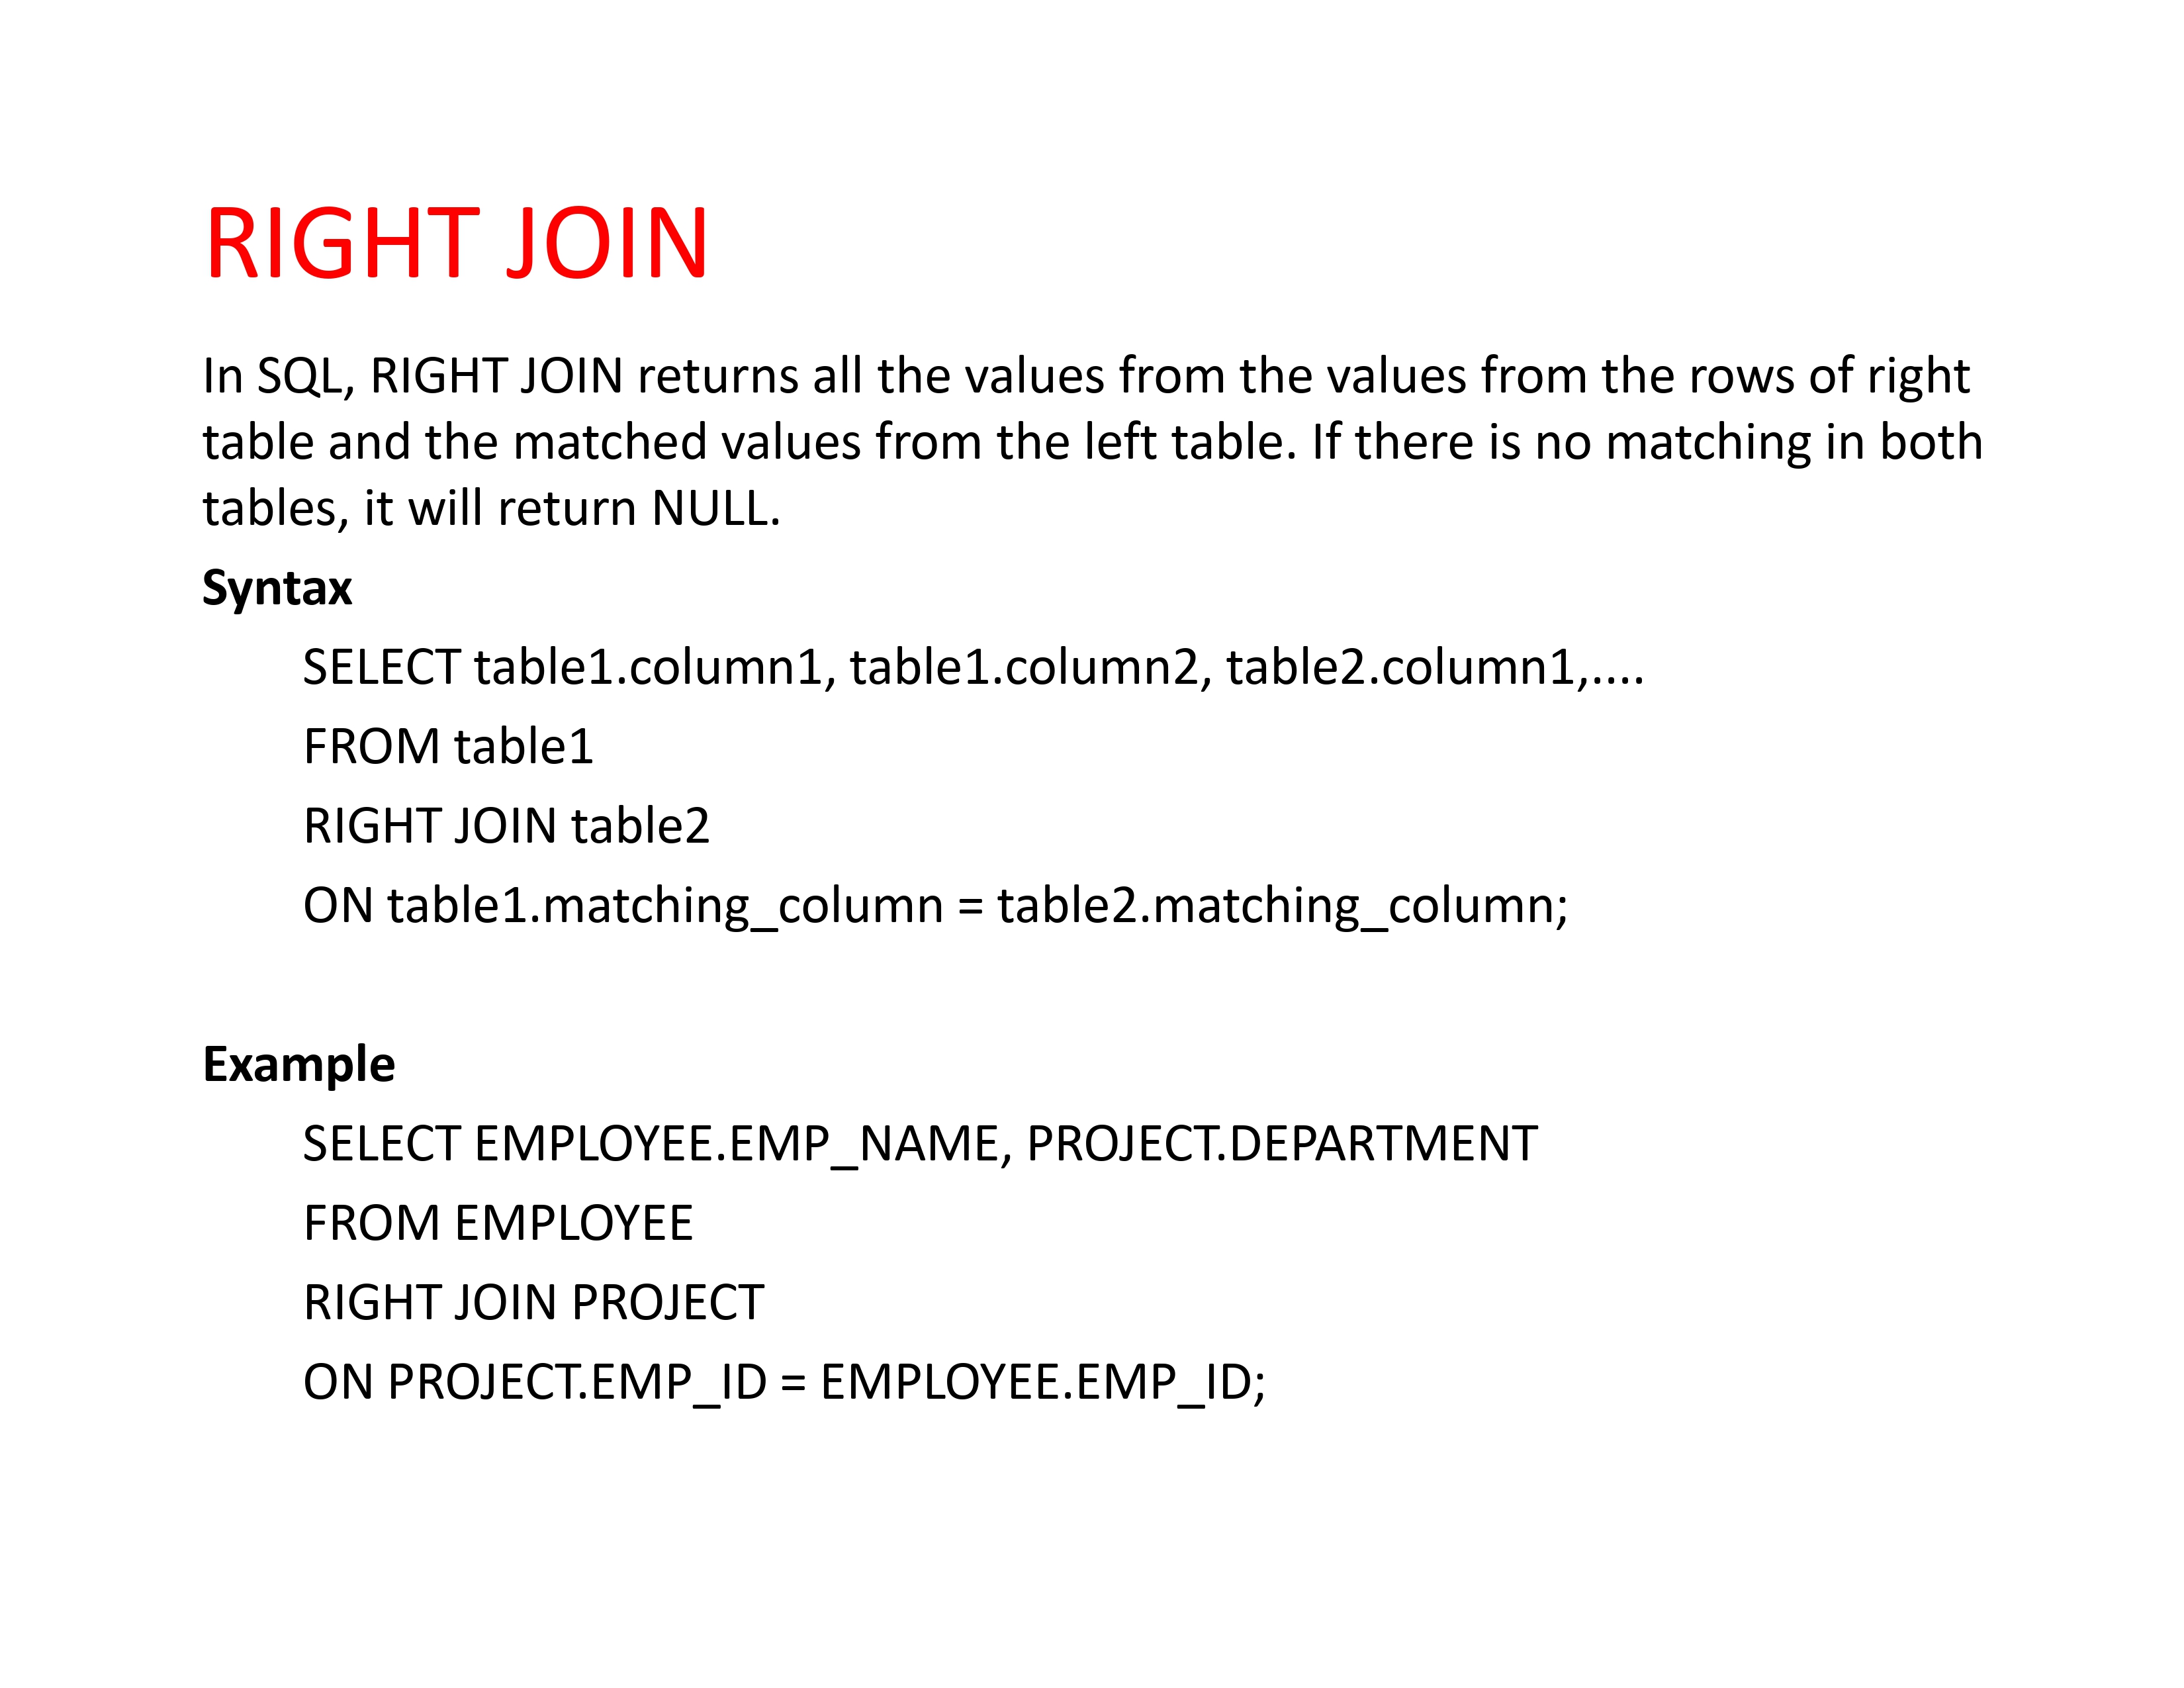 RIGHT JOIN
In SQL, RIGHT JOIN returns all the values from the values from the rows of right
table and the matched values from the left table. If there is no matching in both
tables, it will return NULL.
Syntax
SELECT table1.column1, table1.column2, table2.column1,....
FROM table1
RIGHT JOIN table2
ON table1.matching_column = table2.matching_column;
Example
SELECT EMPLOYEE.EMP_NAME, PROJECT.DEPARTMENT
FROM EMPLOYEE
RIGHT JOIN PROJECT
ON PROJECT.EMP_ID = EMPLOYEE.EMP_ID;